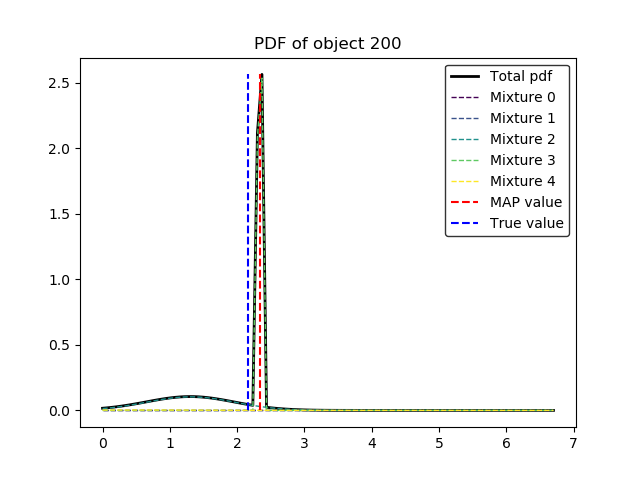 PDF of object 200
Total pdf
Mixture 0
Mixture 1
Mixture 2
Mixture 3
Mixture 4
MAP value
True value
2.5
2.0
1.5
1.0
0.5
0.0
0 1 2 3 4 5 6 7